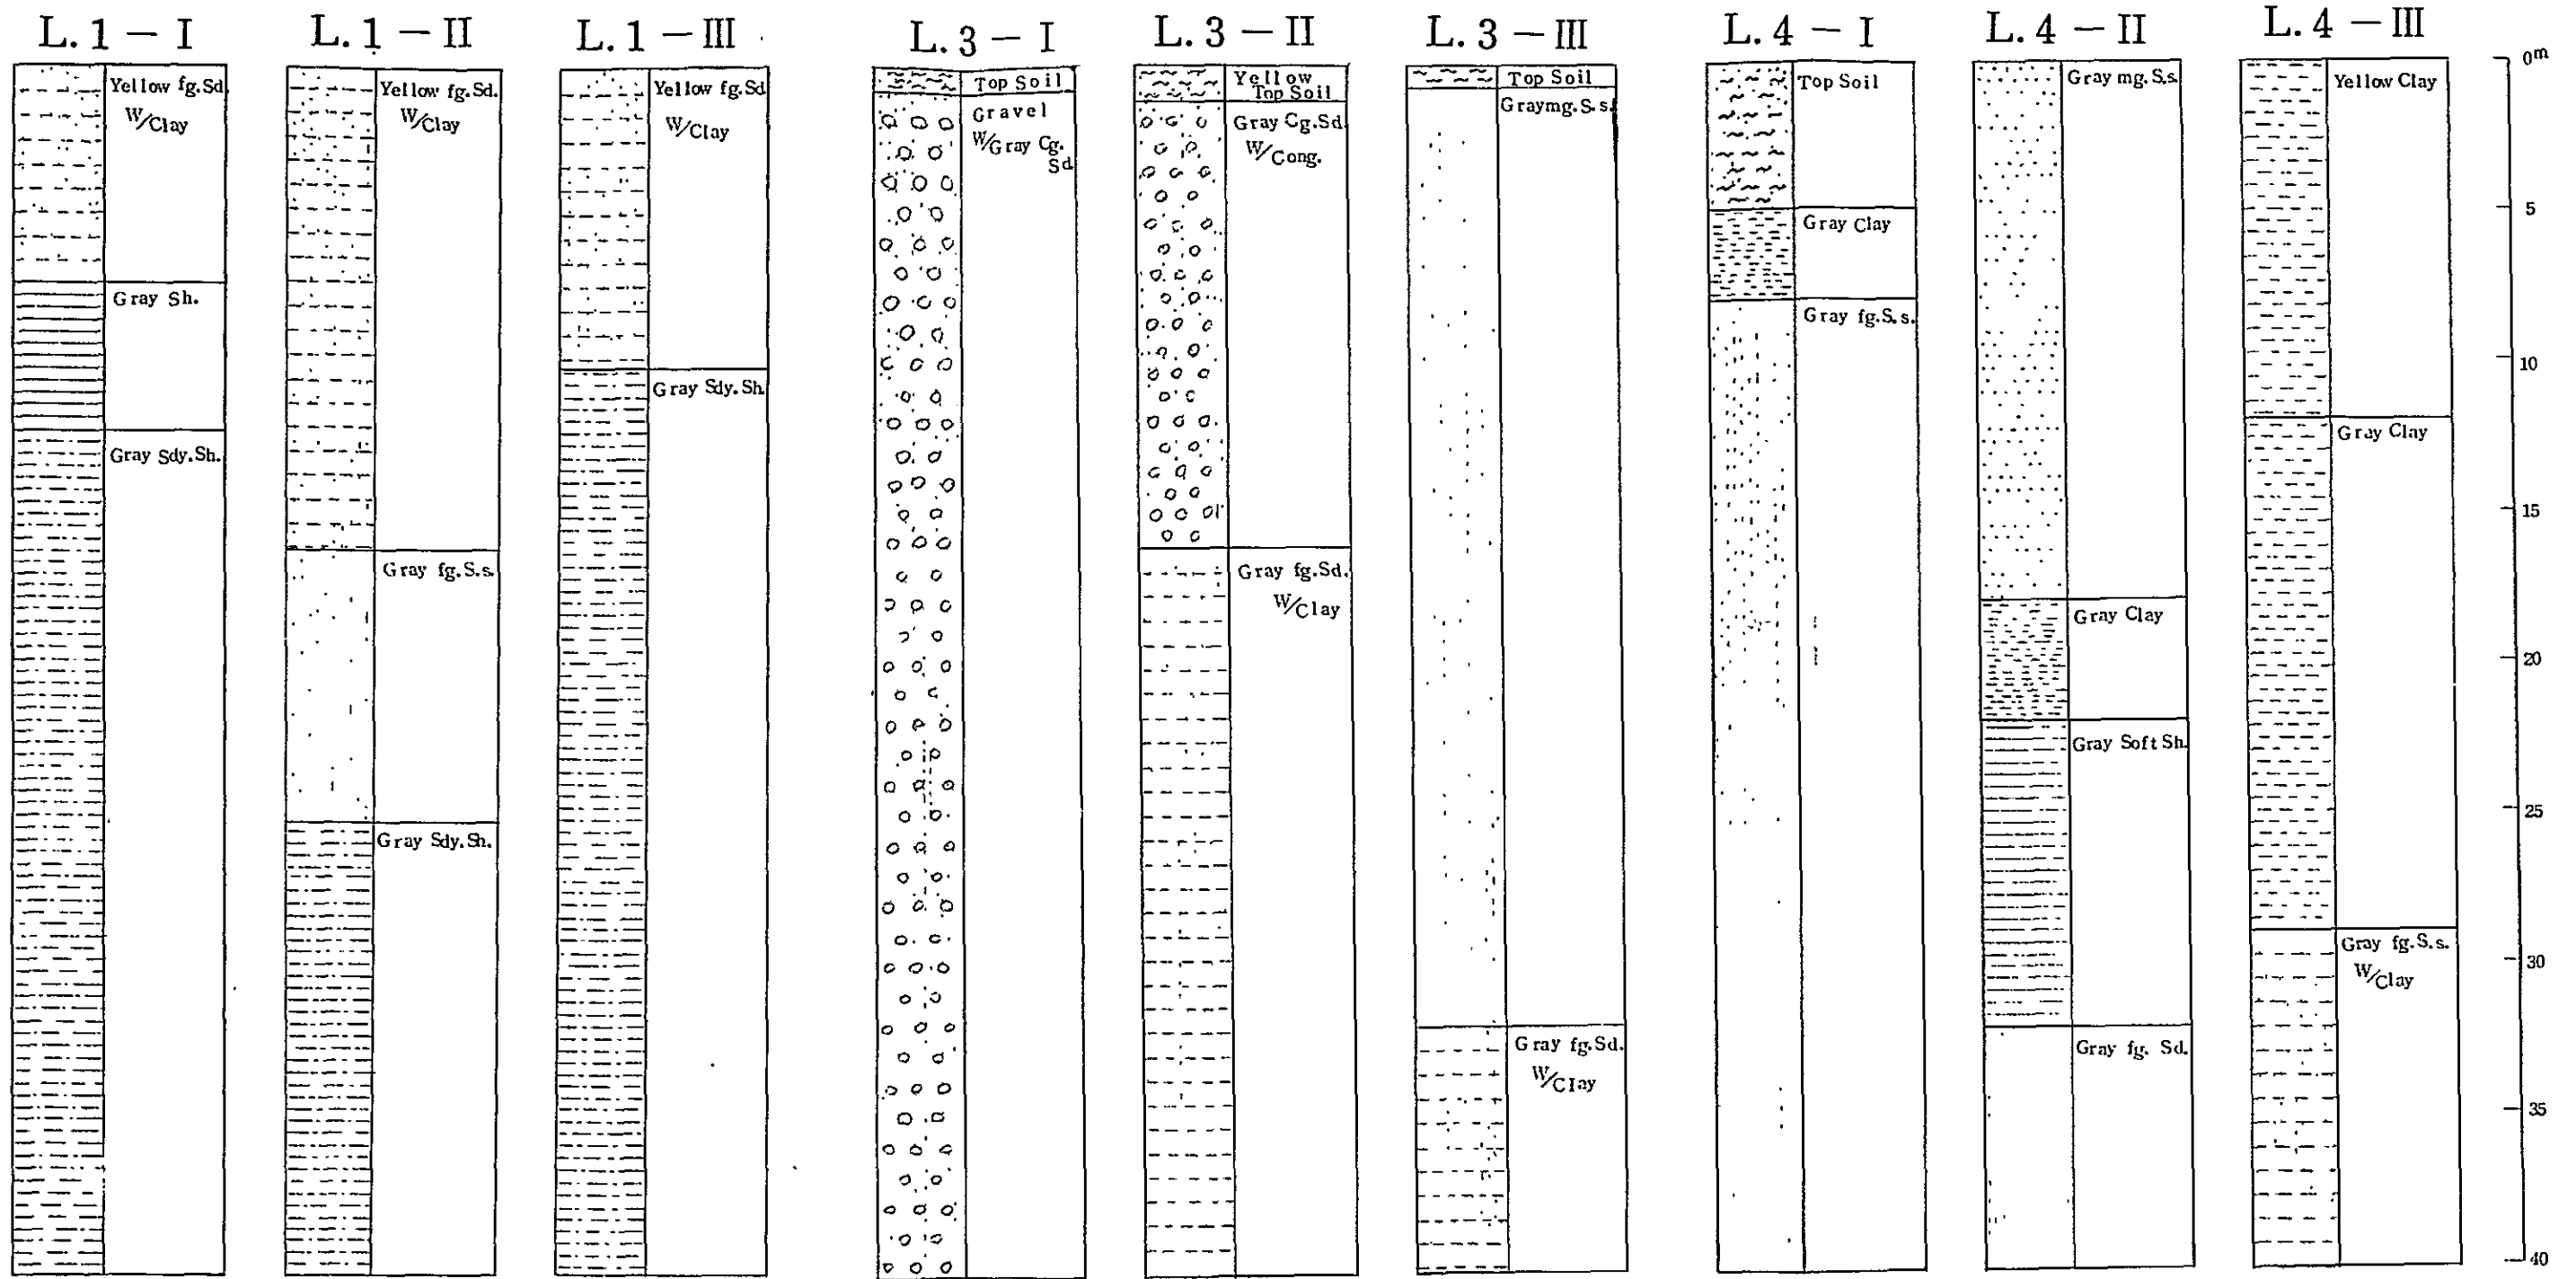 L. 1 – I
Yellow fg.Sd.
W/Clay
Gray Sh.
Gray Sdy.Sh.
L. 1 – II
Yellow fg.Sd.
W/Clay
Gray fg.S.s.
Gray Sdy.Sh.
L. 1 – III
Yellow fg.Sd
W/Clay
Gray Sdy.Sh.
L. 3 – I
Top Soil
Gravel
W/Gray Cg.
Sd
L. 3 – II
Yellow
Top Soil
Gray Cg.Sd
W/Cong.
Gray fg.Sd.
W/Clay
L. 3 – III
Top Soil
Gray mg.S.s.
Gray fg.Sd.
W/Clay
L. 4 – I
Top Soil
Gray Clay
Gray fg.S.s.
L. 4 – II
Gray mg.S.s.
Gray Clay
Gray Soft Sh.
Gray fg. Sd.
L. 4 – III
Yellow Clay
Gray Clay
Gray fg.S.s.
W/Clay
0m
5
10
15
20
25
30
35
40